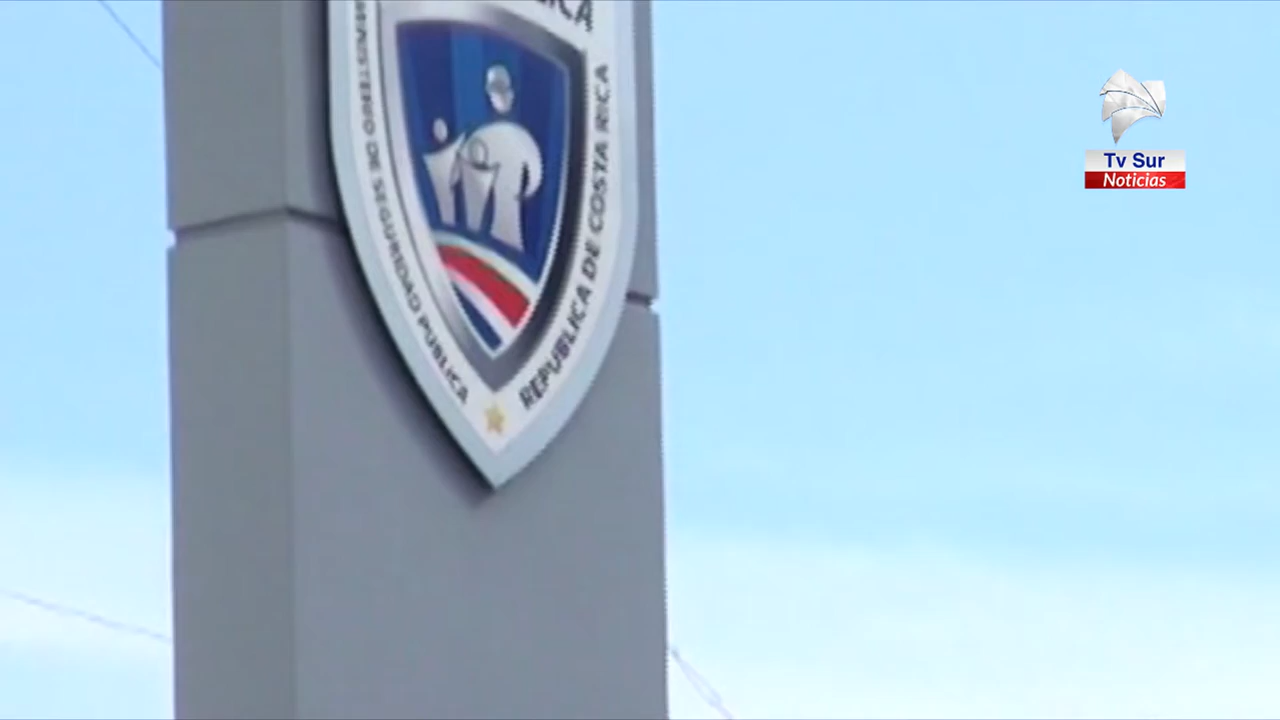 MINISTERIO DE SEGURIDAD PUBLICA
REPUBLICA DE COSTA RICA
Tv Sur
Noticias